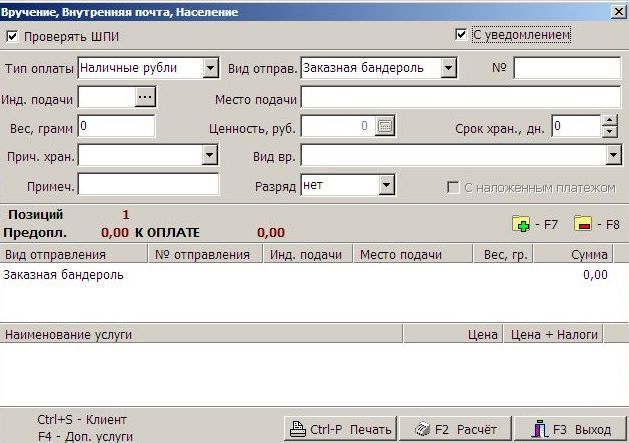 Вручение, Внутренняя почта, Население
Проверять ШПИ С уведомлением
Тип оплаты Наличные рубли Вид отправ. Заказная бандероль №
Инд. подачи ... Место подачи
Вес, грамм 0 Ценность, руб. 0 Срок хран., дн. 0
Прич. хран. Вид вр.
Примеч. Разряд нет С наложенным платежом
Позиций 1
Предопл. 0,00 К ОПЛАТЕ 0,00 - F7 - F8
Вид отправления № отправления Инд. подачи Место подачи Вес, гр. Сумма
Заказная бандероль 0,00
Наименование услуги Цена Цена + Налоги
Ctrl+S - Клиент
F4 - Доп. услуги
Ctrl-P Печать F2 Расчёт F3 Выход